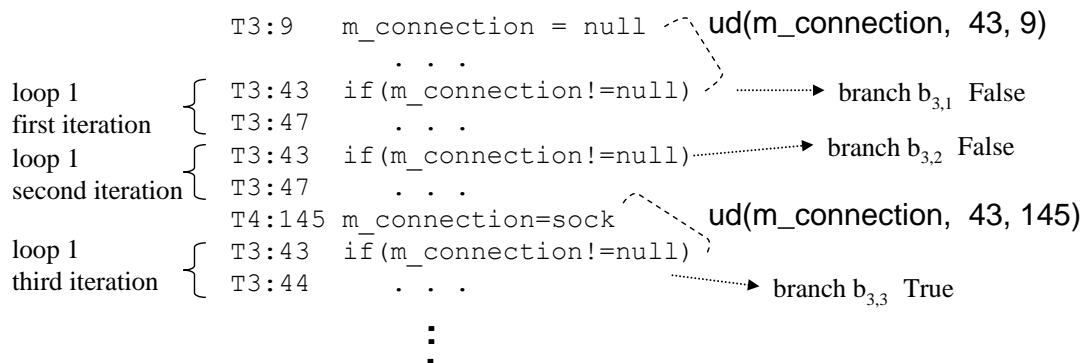 T3:9 m_connection = null ud(m_connection, 43, 9)
. . .
loop 1 T3:43 if(m_connection!=null) branch b3,1 False
first iteration T3:47 . . .
loop 1 T3:43 if(m_connection!=null) branch b3,2 False
second iteration T3:47 . . .
T4:145 m_connection=sock ud(m_connection, 43, 145)
loop 1 T3:43 if(m_connection!=null)
third iteration T3:44 . . . branch b3,3 True
⋮